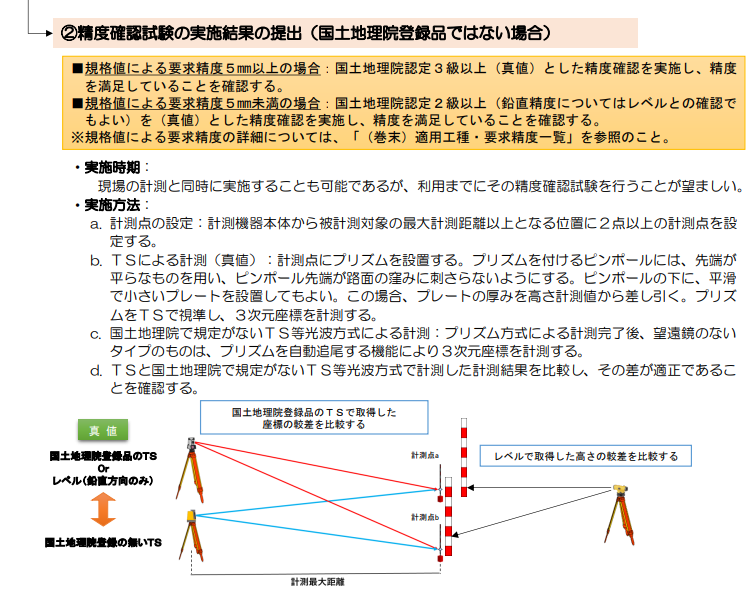 ②精度確認試験の実施結果の提出（国土地理院登録品ではない場合）
■規格値による要求精度５㎜以上の場合：国土地理院認定３級以上（真値）とした精度確認を実施し、精度
を満足していることを確認する。
■規格値による要求精度５㎜未満の場合：国土地理院認定２級以上（鉛直精度についてはレベルとの確認で
もよい）を（真値）とした精度確認を実施し、精度を満足していることを確認する。
※規格値による要求精度の詳細については、「（巻末）適用工種・要求精度一覧」を参照のこと。
・実施時期：
現場の計測と同時に実施することも可能であるが、利用までにその精度確認試験を行うことが望ましい。
・実施方法：
a. 計測点の設定：計測機器本体から被計測対象の最大計測距離以上となる位置に２点以上の計測点を設
定する。
b. ＴＳによる計測（真値）：計測点にプリズムを設置する。プリズムを付けるピンポールには、先端が
平らなものを用い、ピンポール先端が路面の窪みに刺さらないようにする。ピンポールの下に、平滑
で小さいプレートを設置してもよい。この場合、プレートの厚みを高さ計測値から差し引く。プリズ
ムをＴＳで視準し、３次元座標を計測する。
c. 国土地理院で規定がないＴＳ等光波方式による計測：プリズム方式による計測完了後、望遠鏡のない
タイプのものは、プリズムを自動追尾する機能により３次元座標を計測する。
d. ＴＳと国土地理院で規定がないＴＳ等光波方式で計測した計測結果を比較し、その差が適正であるこ
とを確認する。
真 値
国土地理院登録品のTS
Or
レベル(鉛直方向のみ)
国土地理院登録の無いTS
国土地理院登録品のＴＳで取得した
座標の較差を比較する
計測点a
計測点b
レベルで取得した高さの較差を比較する
計測最大距離